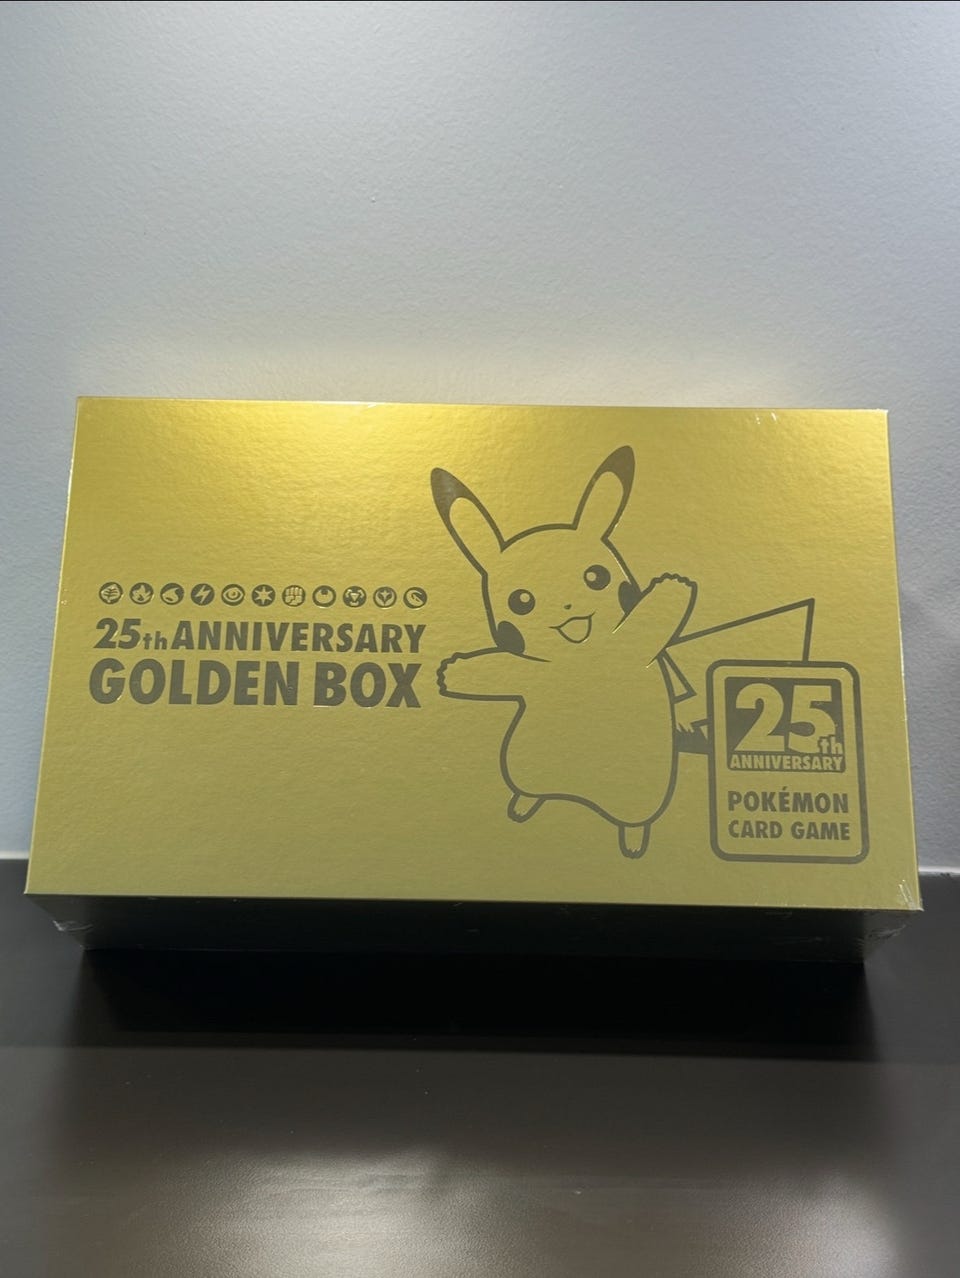 25th ANNIVERSARY
GOLDEN BOX
25th
ANNIVERSARY
POKÉMON
CARD GAME